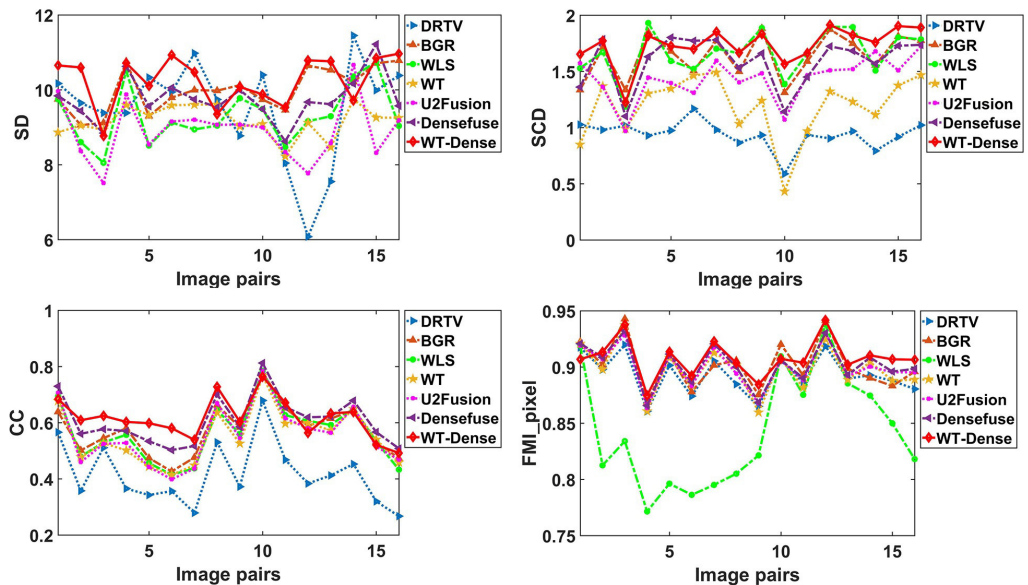 12
10
8
6
SD
5
10
15
Image pairs
DRTV
BGR
WLS
WT
U2Fusion
Densefuse
WT-Dense
2
1.5
1
0.5
0
SCD
5
10
15
Image pairs
DRTV
BGR
WLS
WT
U2Fusion
Densefuse
WT-Dense
1
0.8
0.6
0.4
0.2
CC
5
10
15
Image pairs
DRTV
BGR
WLS
WT
U2Fusion
Densefuse
WT-Dense
0.95
0.9
0.85
0.8
0.75
FMI_pixel
5
10
15
Image pairs
DRTV
BGR
WLS
WT
U2Fusion
Densefuse
WT-Dense